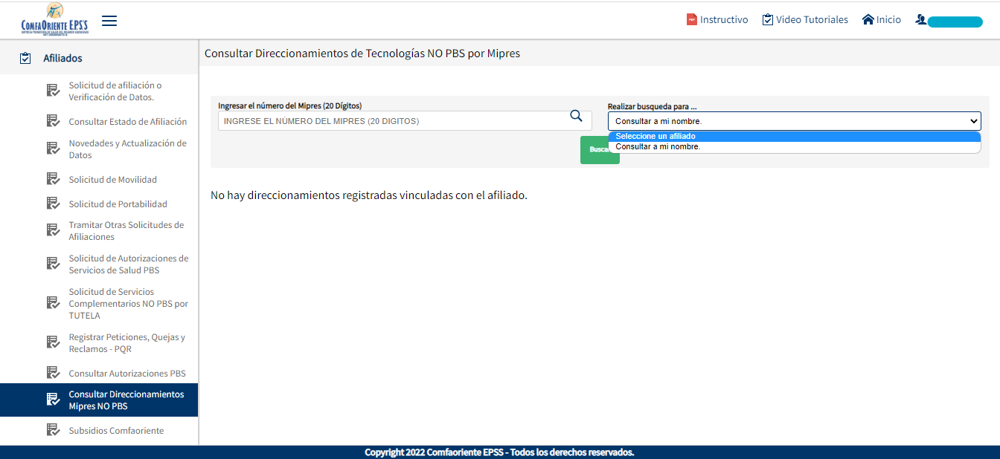 COMFAORIENTE EPS'S
Instructivo
Video Tutoriales
Inicio
Afiliados
Solicitud de afiliación o
Verificación de Datos.
Consultar Estado de Afiliación
Novedades y Actualización de
Datos
Solicitud de Movilidad
Solicitud de Portabilidad
Tramitar Otras Solicitudes de
Afiliaciones
Solicitud de Autorizaciones de
Servicios de Salud PBS
Solicitud de Servicios
Complementarios NO PBS por
TUTELA
Registrar Peticiones, Quejas y
Reclamos - PQR
Consultar Autorizaciones PBS
Consultar Direccionamientos
Mipres NO PBS
Subsidios Comfaoriente
Consultar Direccionamientos de Tecnologías NO PBS por Mipres
Ingresar el número del Mipres (20 Dígitos)
INGRESE EL NÚMERO DEL MIPRES (20 DIGITOS)
Realizar busqueda para ...
Consultar a mi nombre.
Seleccione un afiliado
Consultar a mi nombre.
No hay direccionamientos registradas vinculadas con el afiliado.
Copyright 2022 Comfaoriente EPSS - Todos los derechos reservados.